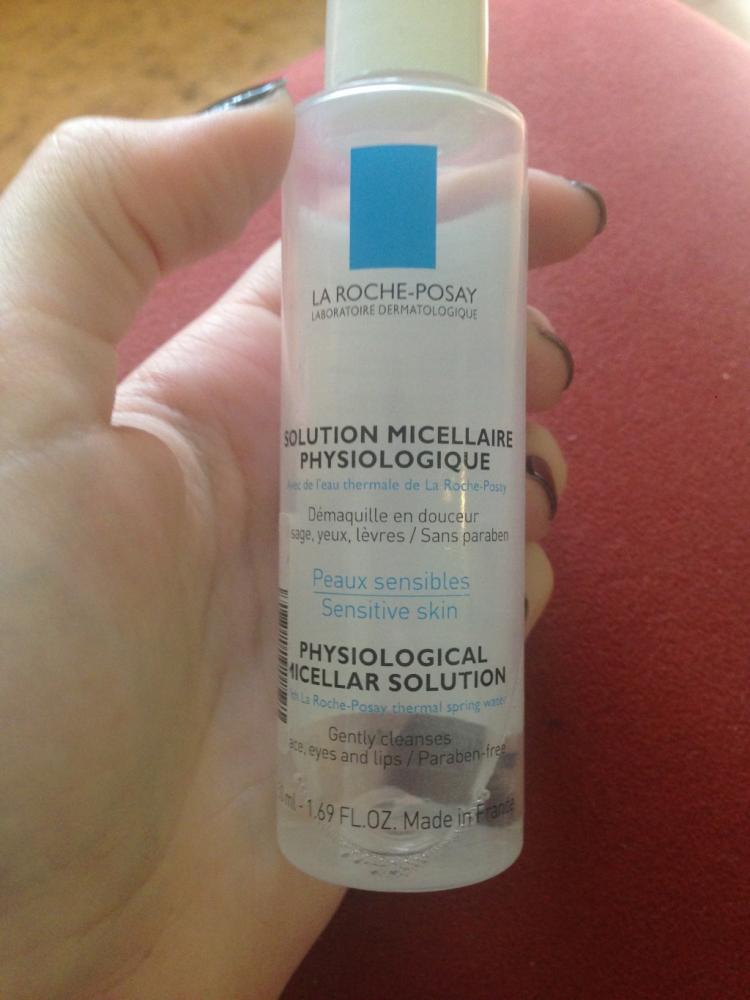 LA ROCHE-POSAY
LABORATOIRE DERMATOLOGIQUE
SOLUTION MICELLAIRE
PHYSIOLOGIQUE
Avec de l'eau thermale de La Roche-Posay
Démaquille en douceur
yeux, lèvres / Sans paraben
Peaux sensibles
Sensitive skin
PHYSIOLOGICAL
MICELLAR SOLUTION
La Roche-Posay thermal spring water
Gently cleanses
eyes and lips / Paraben-free
ml - 1.69 FL.OZ. Made in France